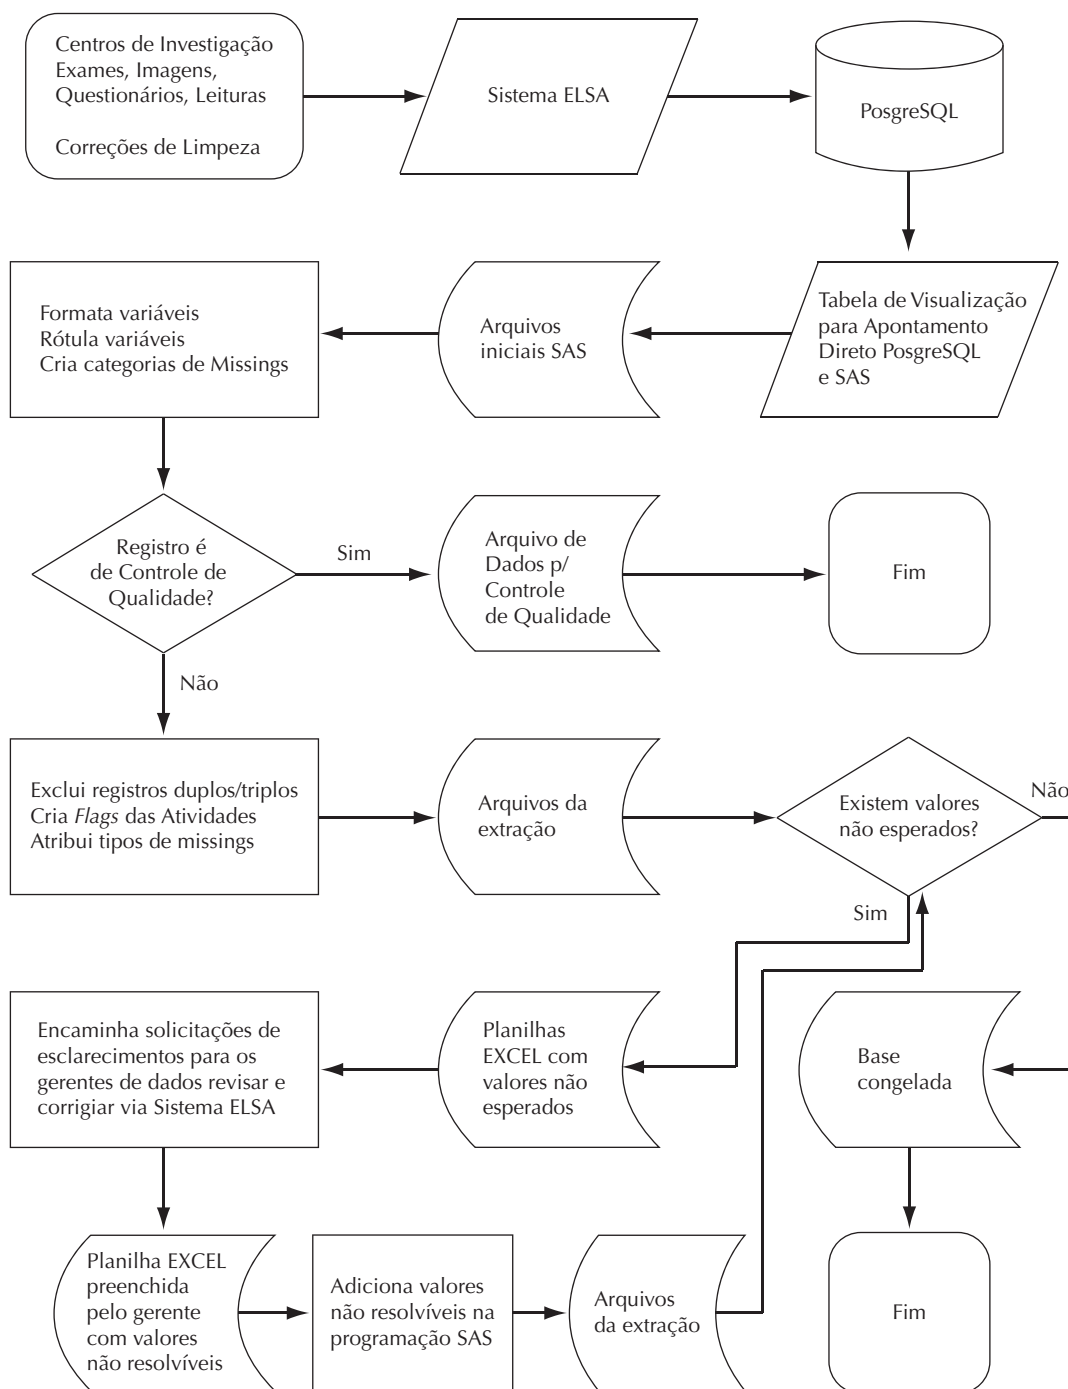 Centros de Investigação
Exames, Imagens,
Questionários, Leituras
Correções de Limpeza
Sistema ELSA
PosgreSQL
Formata variáveis
Rótula variáveis
Cria categorias de Missings
Arquivos
iniciais SAS
Tabela de Visualização
para Apontamento
Direto PosgreSQL
e SAS
Registro é
de Controle de
Qualidade?
Sim
Arquivo de
Dados p/
Controle
de Qualidade
Fim
Não
Exclui registros duplos/triplos
Cria Flags das Atividades
Atribui tipos de missings
Arquivos da
extração
Existem valores
não esperados?
Não
Sim
Encaminha solicitações de
esclarecimentos para os
gerentes de dados revisar e
corrigiar via Sistema ELSA
Planilhas
EXCEL com
valores não
esperados
Base
congelada
Planilha EXCEL
preenchida
pelo gerente
com valores
não resolvíveis
Adiciona valores
não resolvíveis na
programação SAS
Arquivos
da extração
Fim